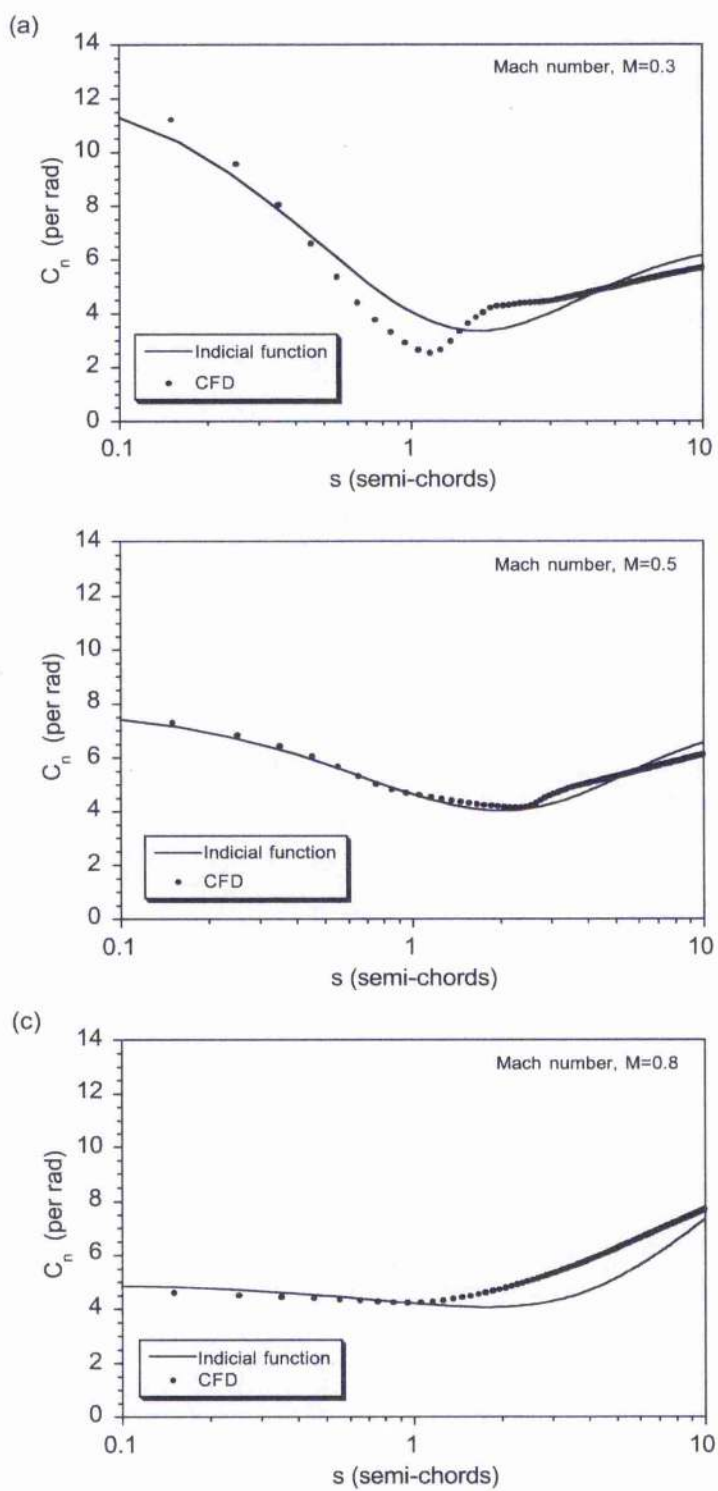 (a)
14
12
10
8
6
4
2
0
C_n (per rad)
Mach number, M=0.3
Indicial function
CFD
0.1
1
10
s (semi-chords)
14
12
10
8
6
4
2
0
C_n (per rad)
Mach number, M=0.5
Indicial function
CFD
0.1
1
10
s (semi-chords)
(c)
14
12
10
8
6
4
2
0
C_n (per rad)
Mach number, M=0.8
Indicial function
CFD
0.1
1
10
s (semi-chords)